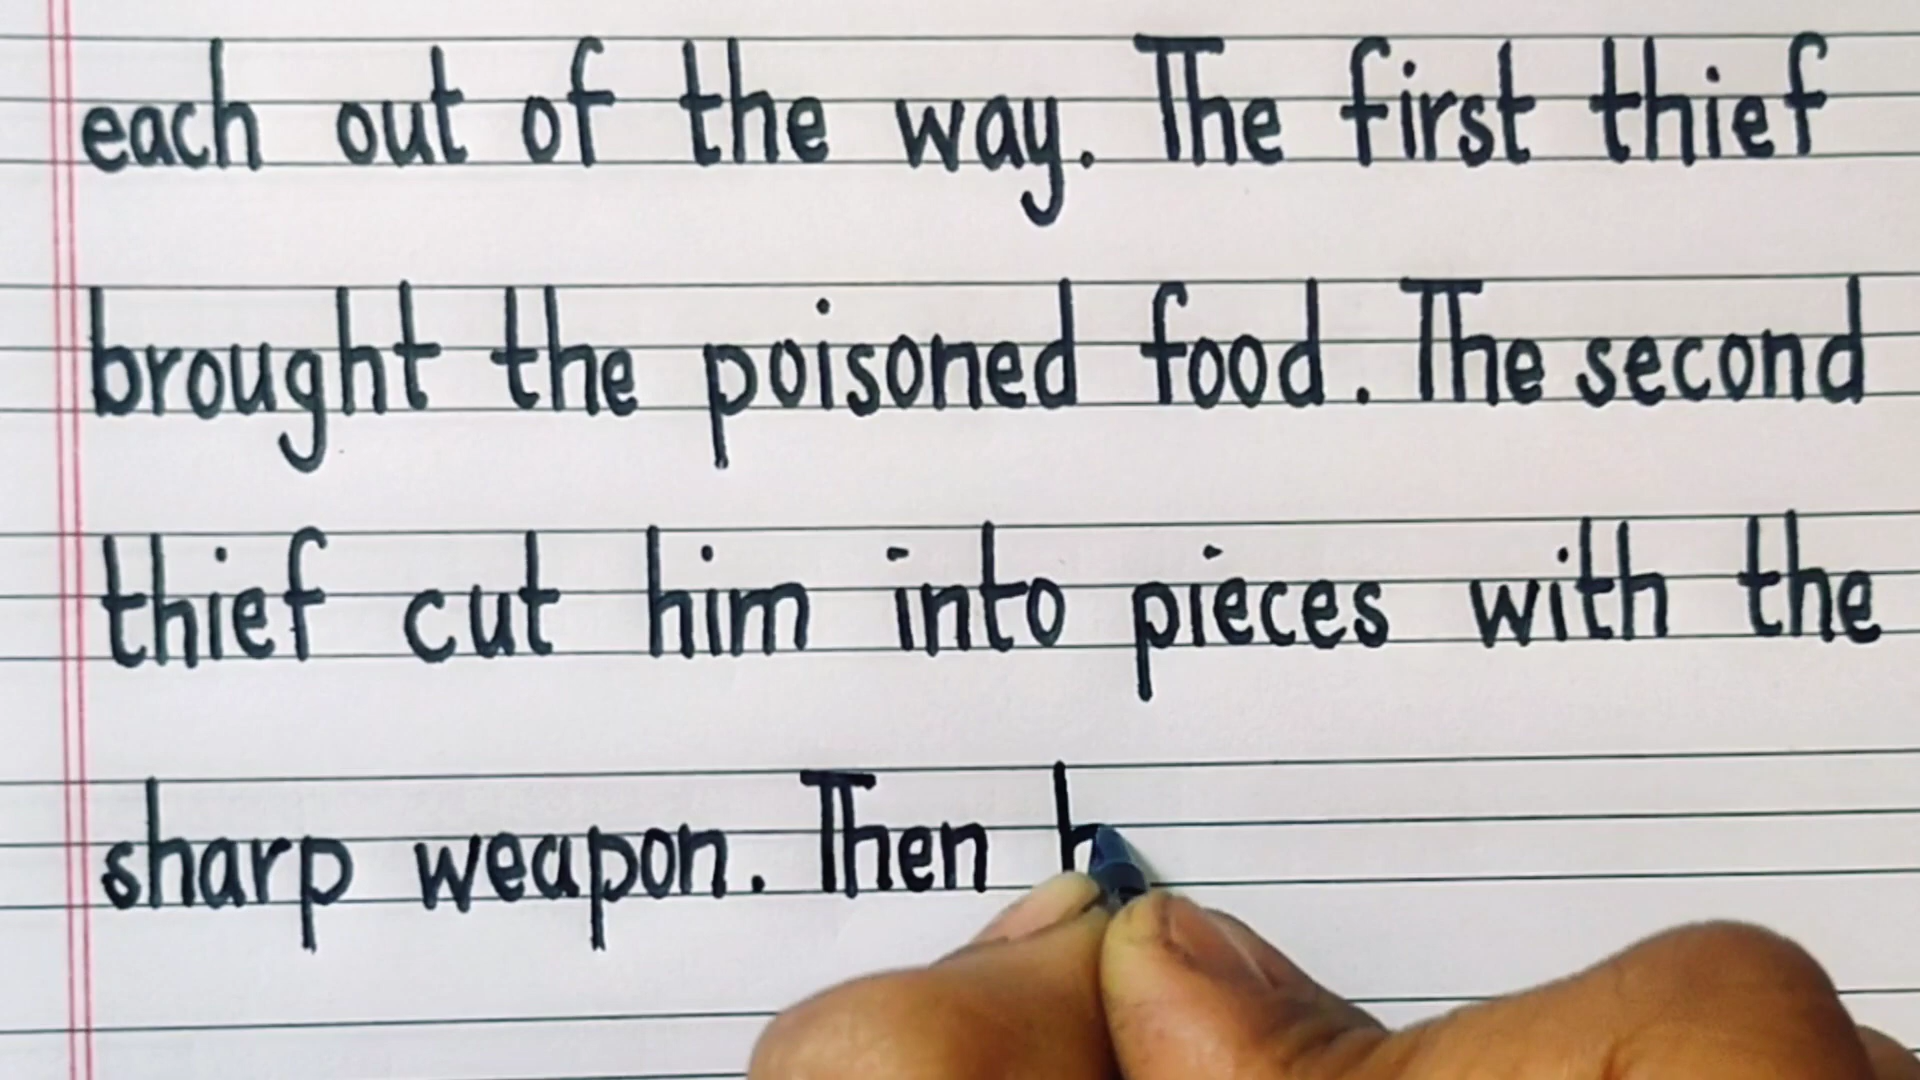 each out of the way. The first thief
brought the poisoned food. The second
thief cut him into pieces with the
sharp weapon. Then h